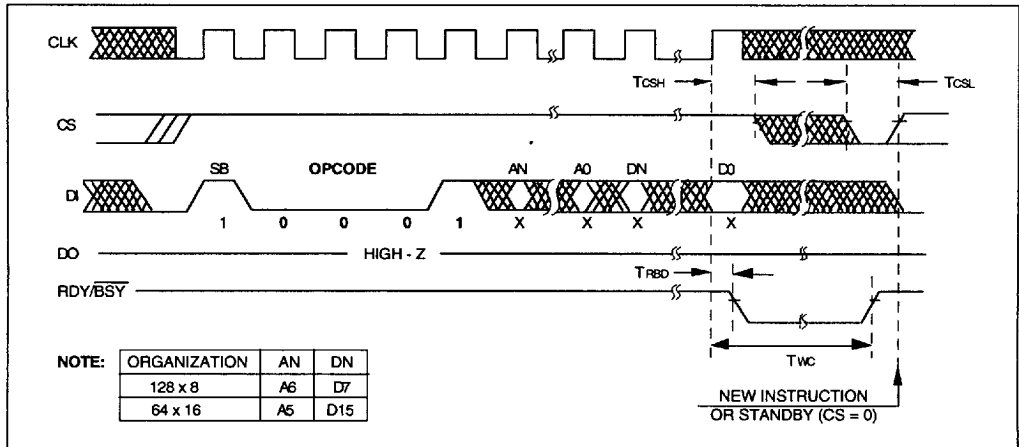 CLK
TCSH
TCSL
CS
SB OPCODE AN A0 DN D0
DI
1 0 0 0 1 X X X X
DO HIGH - Z
TRBD
RDY/BSY
TWC
NOTE:
ORGANIZATION AN DN
128 x 8 A6 D7
64 x 16 A5 D15
NEW INSTRUCTION
OR STANDBY (CS = 0)